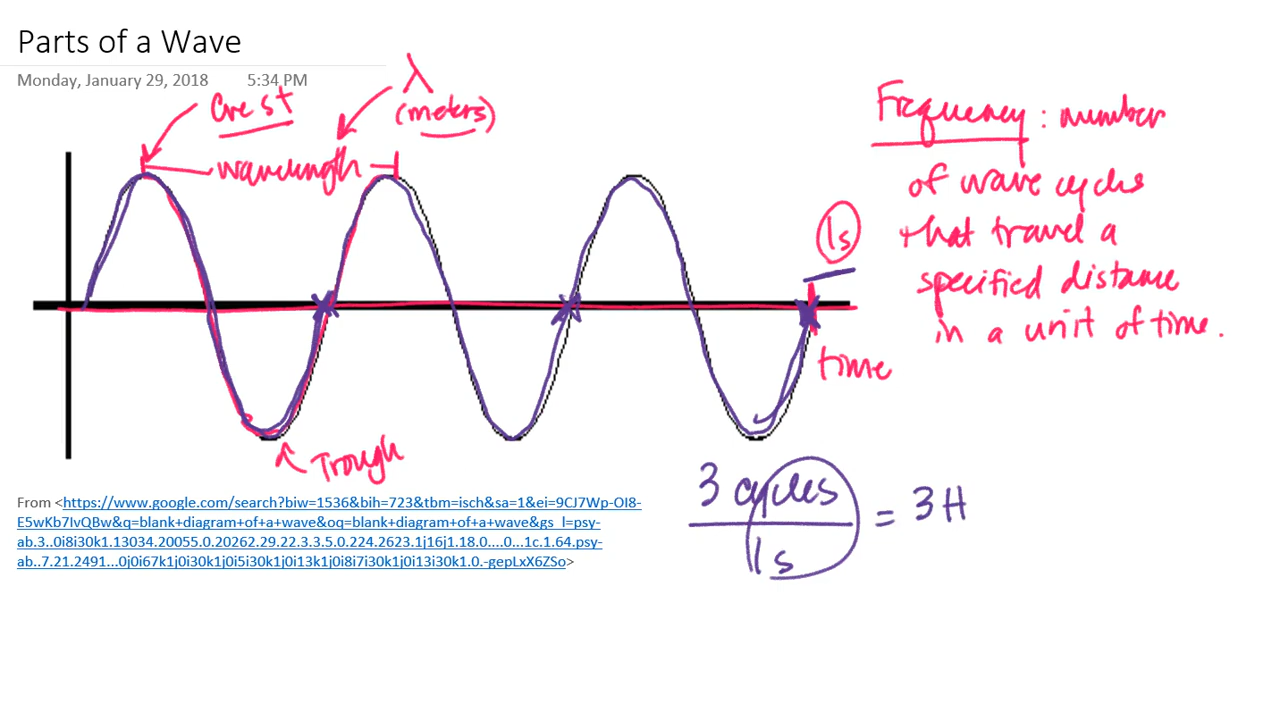 Parts of a Wave
Monday, January 29, 2018 5:34 PM
Crest
λ
(meters)
wavelength
Frequency: number
of wave cycles
that travel a
specified distance
in a unit of time.
1s
time
Trough
3 cycles
1s
= 3H
From <https://www.google.com/search?biw=1536&bih=723&tbm=isch&sa=1&ei=9CJ7Wp-OI8-
E5wKb7IvQBw&q=blank+diagram+of+a+wave&oq=blank+diagram+of+a+wave&gs_l=psy-
ab.3..0i8i30k1.13034.20055.0.20262.29.22.3.3.5.0.224.2623.1j16j1.18.0....0...1c.1.64.psy-
ab..7.21.2491...0j0i67k1j0i30k1j0i5i30k1j0i13k1j0i8i7i30k1j0i13i30k1.0.-gepLxX6ZSo>